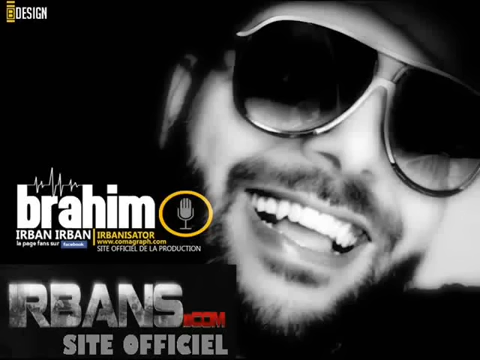 DESIGN
brahim
IRBAN IRBAN
la page fans sur facebook
IRBANISATOR
www.comagraph.com
SITE OFFICIEL DE LA PRODUCTION
IRBANS.COM
SITE OFFICIEL